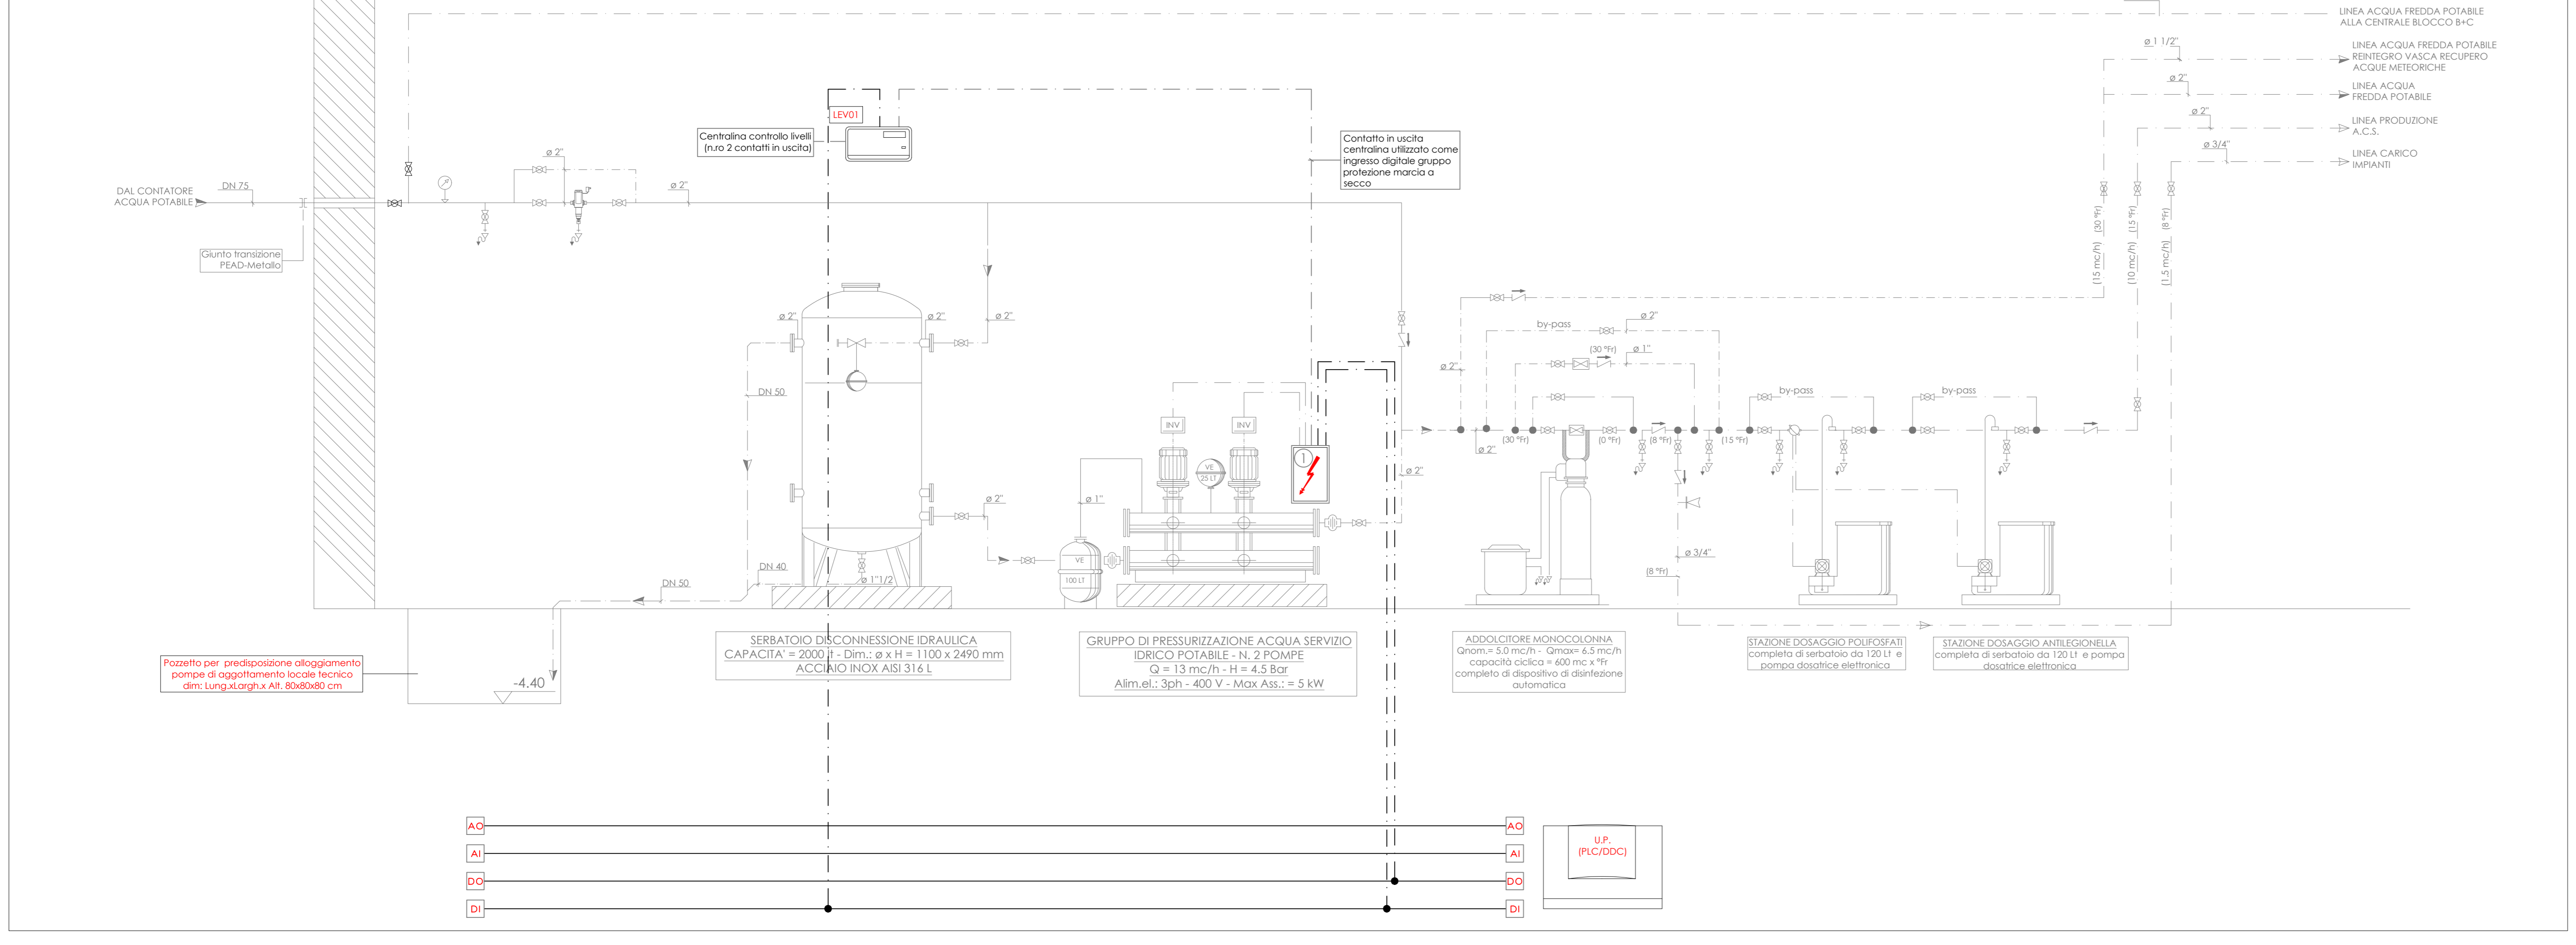 LINEA ACQUA FREDDA POTABILE
ALLA CENTRALE BLOCCO B+C
ø 1 1/2"
LINEA ACQUA FREDDA POTABILE
REINTEGRO VASCA RECUPERO
ACQUE METEORICHE
ø 2"
LINEA ACQUA
FREDDA POTABILE
ø 2"
LINEA PRODUZIONE
A.C.S.
ø 3/4"
LINEA CARICO
IMPIANTI
LEV01
Centralina controllo livelli
(n.ro 2 contatti in uscita)
Contatto in uscita
centralina utilizzato come
ingresso digitale gruppo
protezione marcia a
secco
DAL CONTATORE
ACQUA POTABILE
DN 75
ø 2"
ø 2"
Giunto transizione
PEAD-Metallo
(15 mc/h) (30 °Fr)
(10 mc/h) (15 °Fr)
(1.5 mc/h) (8 °Fr)
ø 2"
ø 2"
ø 2"
by-pass
ø 2"
(30 °Fr)
ø 1"
ø 2"
DN 50
by-pass
by-pass
INV
INV
1
(30 °Fr)
(0 °Fr)
(8 °Fr)
(15 °Fr)
ø 2"
ø 2"
VE
25 LT
ø 2"
ø 1"
VE
100 LT
ø 3/4"
(8 °Fr)
DN 40
ø 1"1/2
DN 50
SERBATOIO DISCONNESSIONE IDRAULICA
CAPACITA' = 2000 lt - Dim.: ø x H = 1100 x 2490 mm
ACCIAIO INOX AISI 316 L
GRUPPO DI PRESSURIZZAZIONE ACQUA SERVIZIO
IDRICO POTABILE - N. 2 POMPE
Q = 13 mc/h - H = 4.5 Bar
Alim.el.: 3ph - 400 V - Max Ass.: = 5 kW
ADDOLCITORE MONOCOLONNA
Qnom.= 5.0 mc/h - Qmax= 6.5 mc/h
capacità ciclica = 600 mc x °Fr
completo di dispositivo di disinfezione
automatica
STAZIONE DOSAGGIO POLIFOSFATI
completa di serbatoio da 120 Lt e
pompa dosatrice elettronica
STAZIONE DOSAGGIO ANTILEGIONELLA
completa di serbatoio da 120 Lt e pompa
dosatrice elettronica
Pozzetto per predisposizione alloggiamento
pompe di aggottamento locale tecnico
dim: Lung.xLargh.x Alt. 80x80x80 cm
-4.40
AO
AO
AI
AI
DO
DO
DI
DI
U.P.
(PLC/DDC)